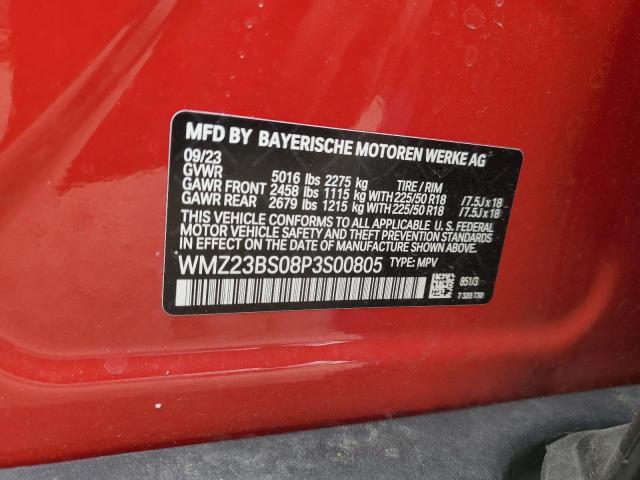 MFD BY BAYERISCHE MOTOREN WERKE AG
09/23
GVWR 5016 lbs 2275 kg TIRE / RIM
GAWR FRONT 2458 lbs 1115 kg WITH 225/50 R18 /7.5J x 18
GAWR REAR 2679 lbs 1215 kg WITH 225/50 R18 /7.5J x 18
THIS VEHICLE CONFORMS TO ALL APPLICABLE U. S. FEDERAL
MOTOR VEHICLE SAFETY AND THEFT PREVENTION STANDARDS
IN EFFECT ON THE DATE OF MANUFACTURE SHOWN ABOVE.
WMZ23BS08P3S00805 TYPE: MPV
851/3
7 320 730